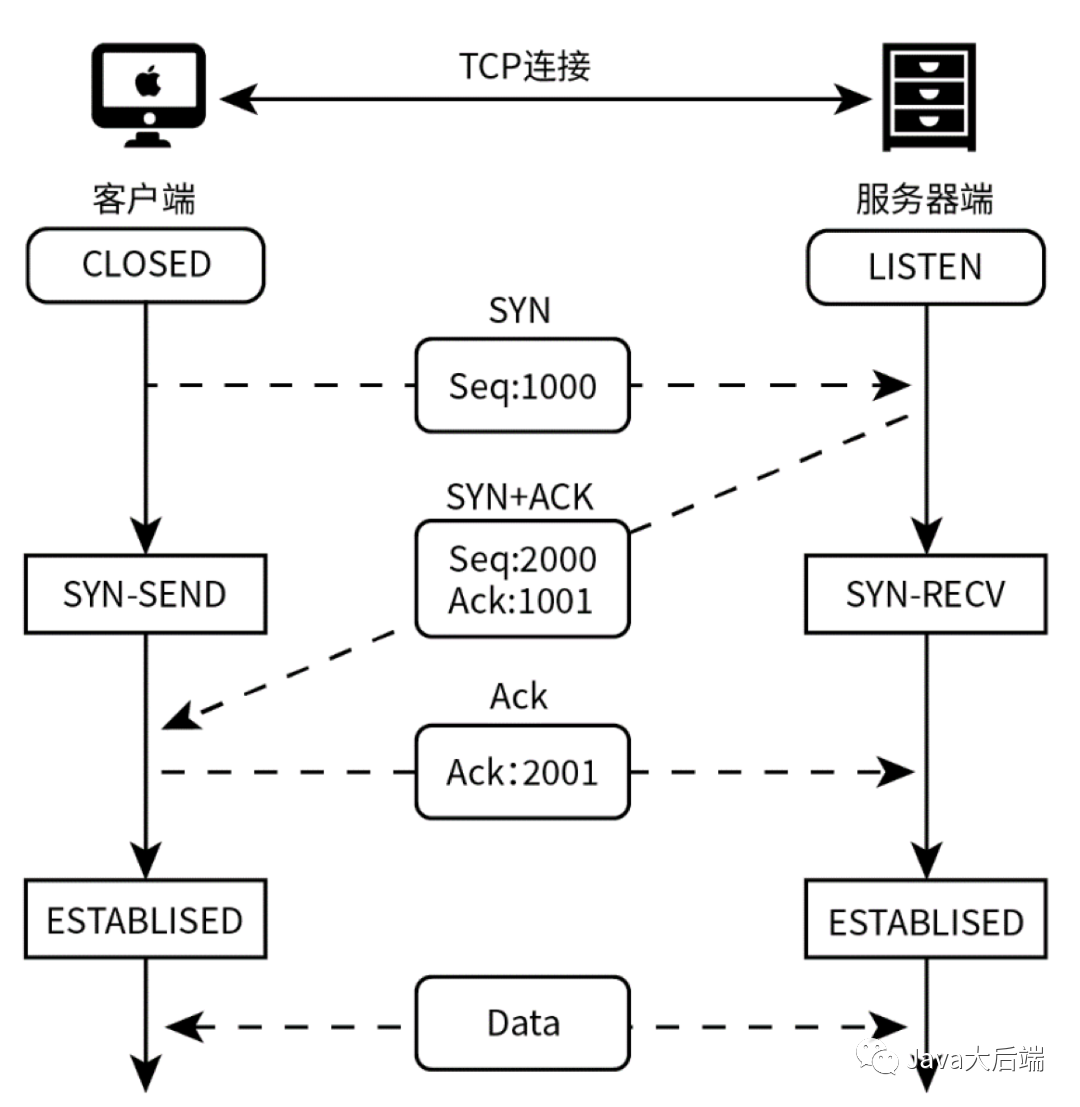 TCP连接
客户端
服务器端
CLOSED
LISTEN
SYN
Seq:1000
SYN+ACK
Seq:2000
Ack:1001
SYN-SEND
SYN-RECV
Ack
Ack：2001
ESTABLISED
ESTABLISED
Data
Java大后端